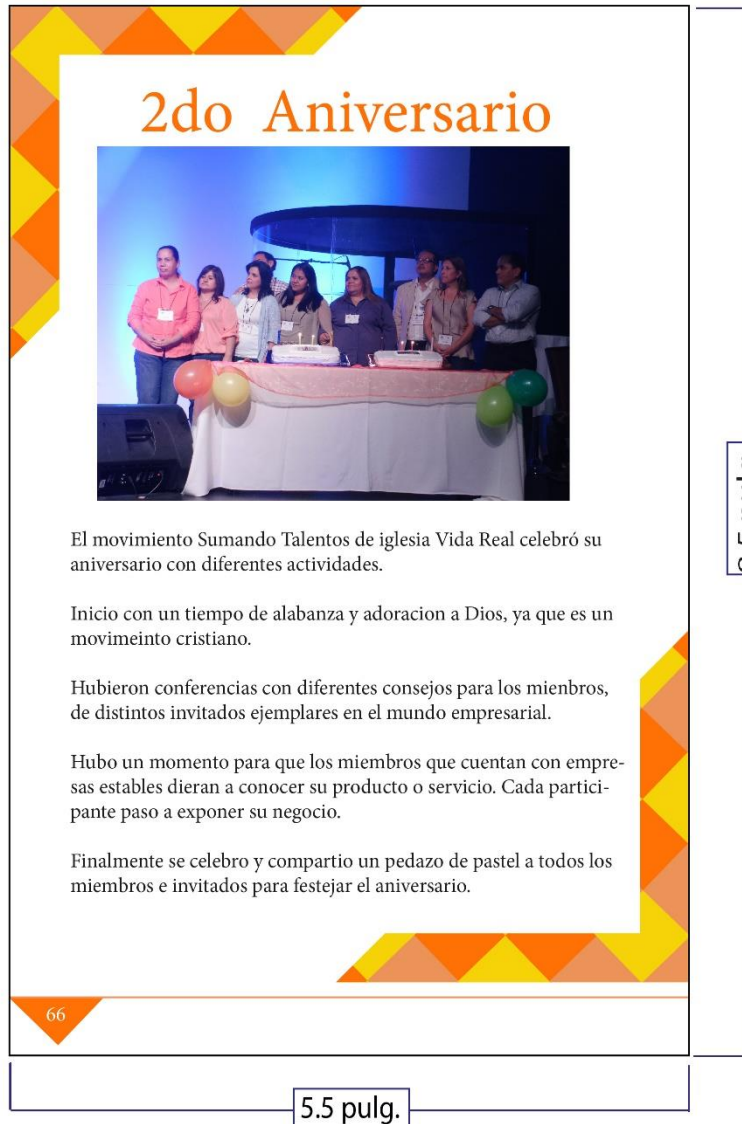 2do Aniversario
El movimiento Sumando Talentos de iglesia Vida Real celebró su
aniversario con diferentes actividades.
Inicio con un tiempo de alabanza y adoracion a Dios, ya que es un
movimeinto cristiano.
Hubieron conferencias con diferentes consejos para los mienbros,
de distintos invitados ejemplares en el mundo empresarial.
Hubo un momento para que los miembros que cuentan con empre-
sas estables dieran a conocer su producto o servicio. Cada partici-
pante paso a exponer su negocio.
Finalmente se celebro y compartio un pedazo de pastel a todos los
miembros e invitados para festejar el aniversario.
66
5.5 pulg.